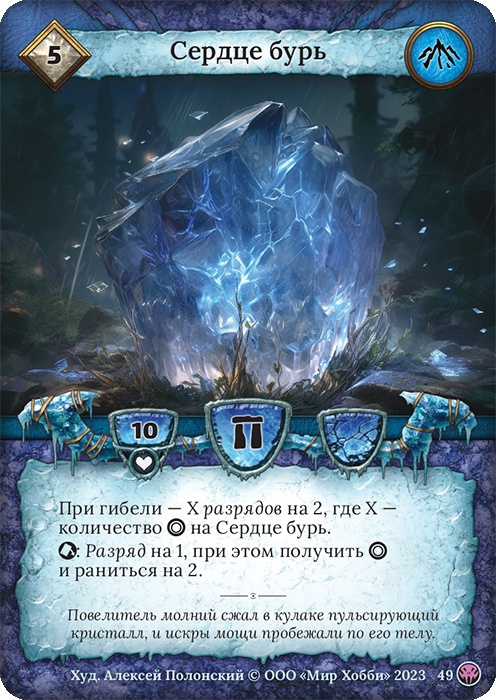 5
Сердце бурь
10
При гибели — X разрядов на 2, где X —
количество на Сердце бурь.
: Разряд на 1, при этом получить
и раниться на 2.
Повелитель молний сжал в кулаке пульсирующий
кристалл, и искры мощи пробежали по его телу.
Худ. Алексей Полонский © ООО «Мир Хобби» 2023 49